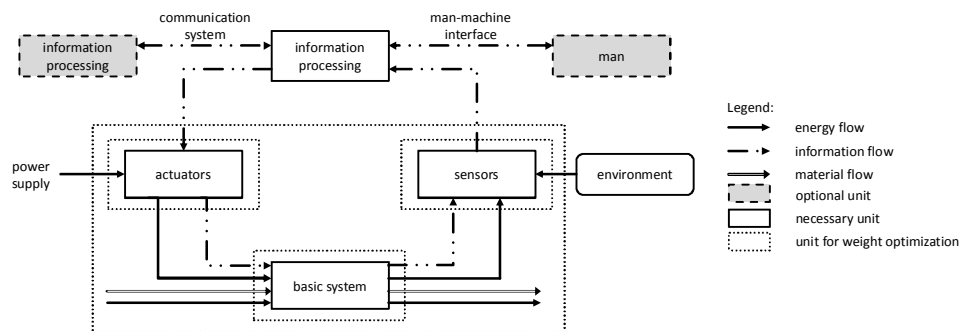 communication
system
man-machine
interface
information
processing
information
processing
man
Legend:
energy flow
information flow
material flow
optional unit
necessary unit
unit for weight optimization
power
supply
actuators
sensors
environment
basic system